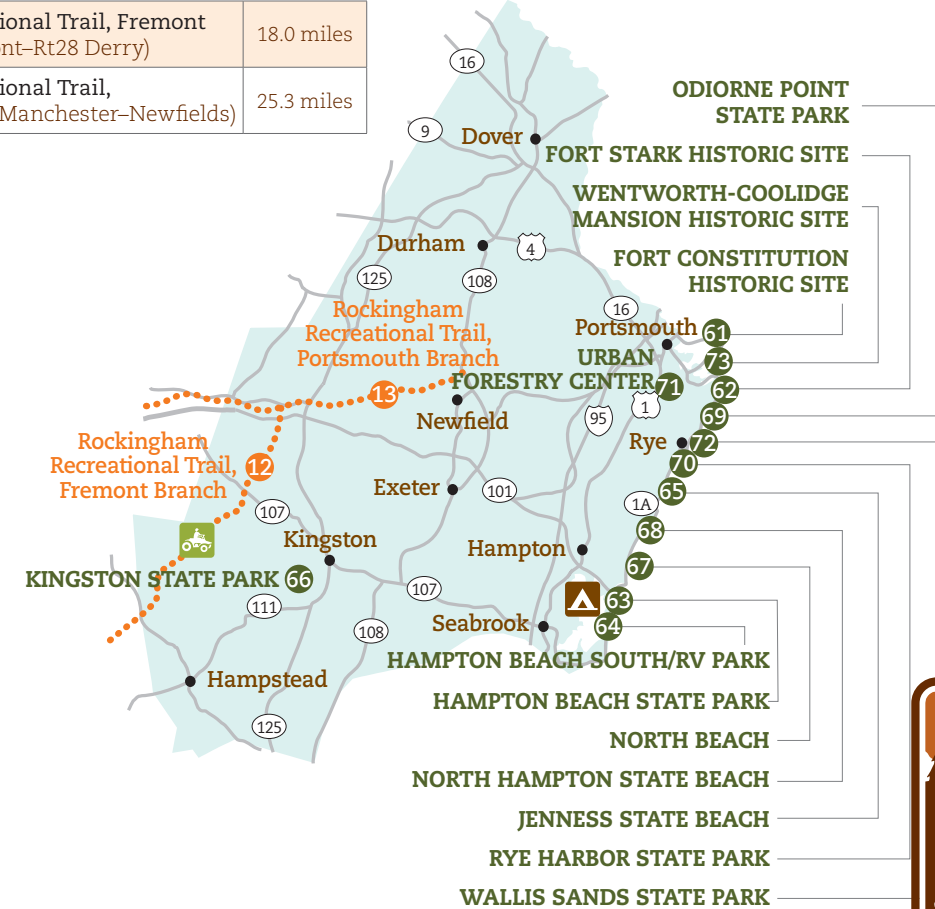 ional Trail, Fremont
nt–Rt28 Derry)
18.0 miles
ional Trail,
Manchester–Newfields)
25.3 miles
16
9
Dover
ODIORNE POINT
STATE PARK
FORT STARK HISTORIC SITE
WENTWORTH-COOLIDGE
MANSION HISTORIC SITE
Durham
4
FORT CONSTITUTION
HISTORIC SITE
125
108
Rockingham
Recreational Trail,
Portsmouth Branch
16
Portsmouth
61
URBAN
FORESTRY CENTER
71
73
62
13
1
95
69
Newfield
Rye
72
70
Rockingham
Recreational Trail,
Fremont Branch
12
Exeter
101
65
1A
107
68
Kingston
Hampton
67
KINGSTON STATE PARK
66
107
63
111
108
Seabrook
64
HAMPTON BEACH SOUTH/RV PARK
Hampstead
HAMPTON BEACH STATE PARK
125
NORTH BEACH
NORTH HAMPTON STATE BEACH
JENNESS STATE BEACH
RYE HARBOR STATE PARK
WALLIS SANDS STATE PARK